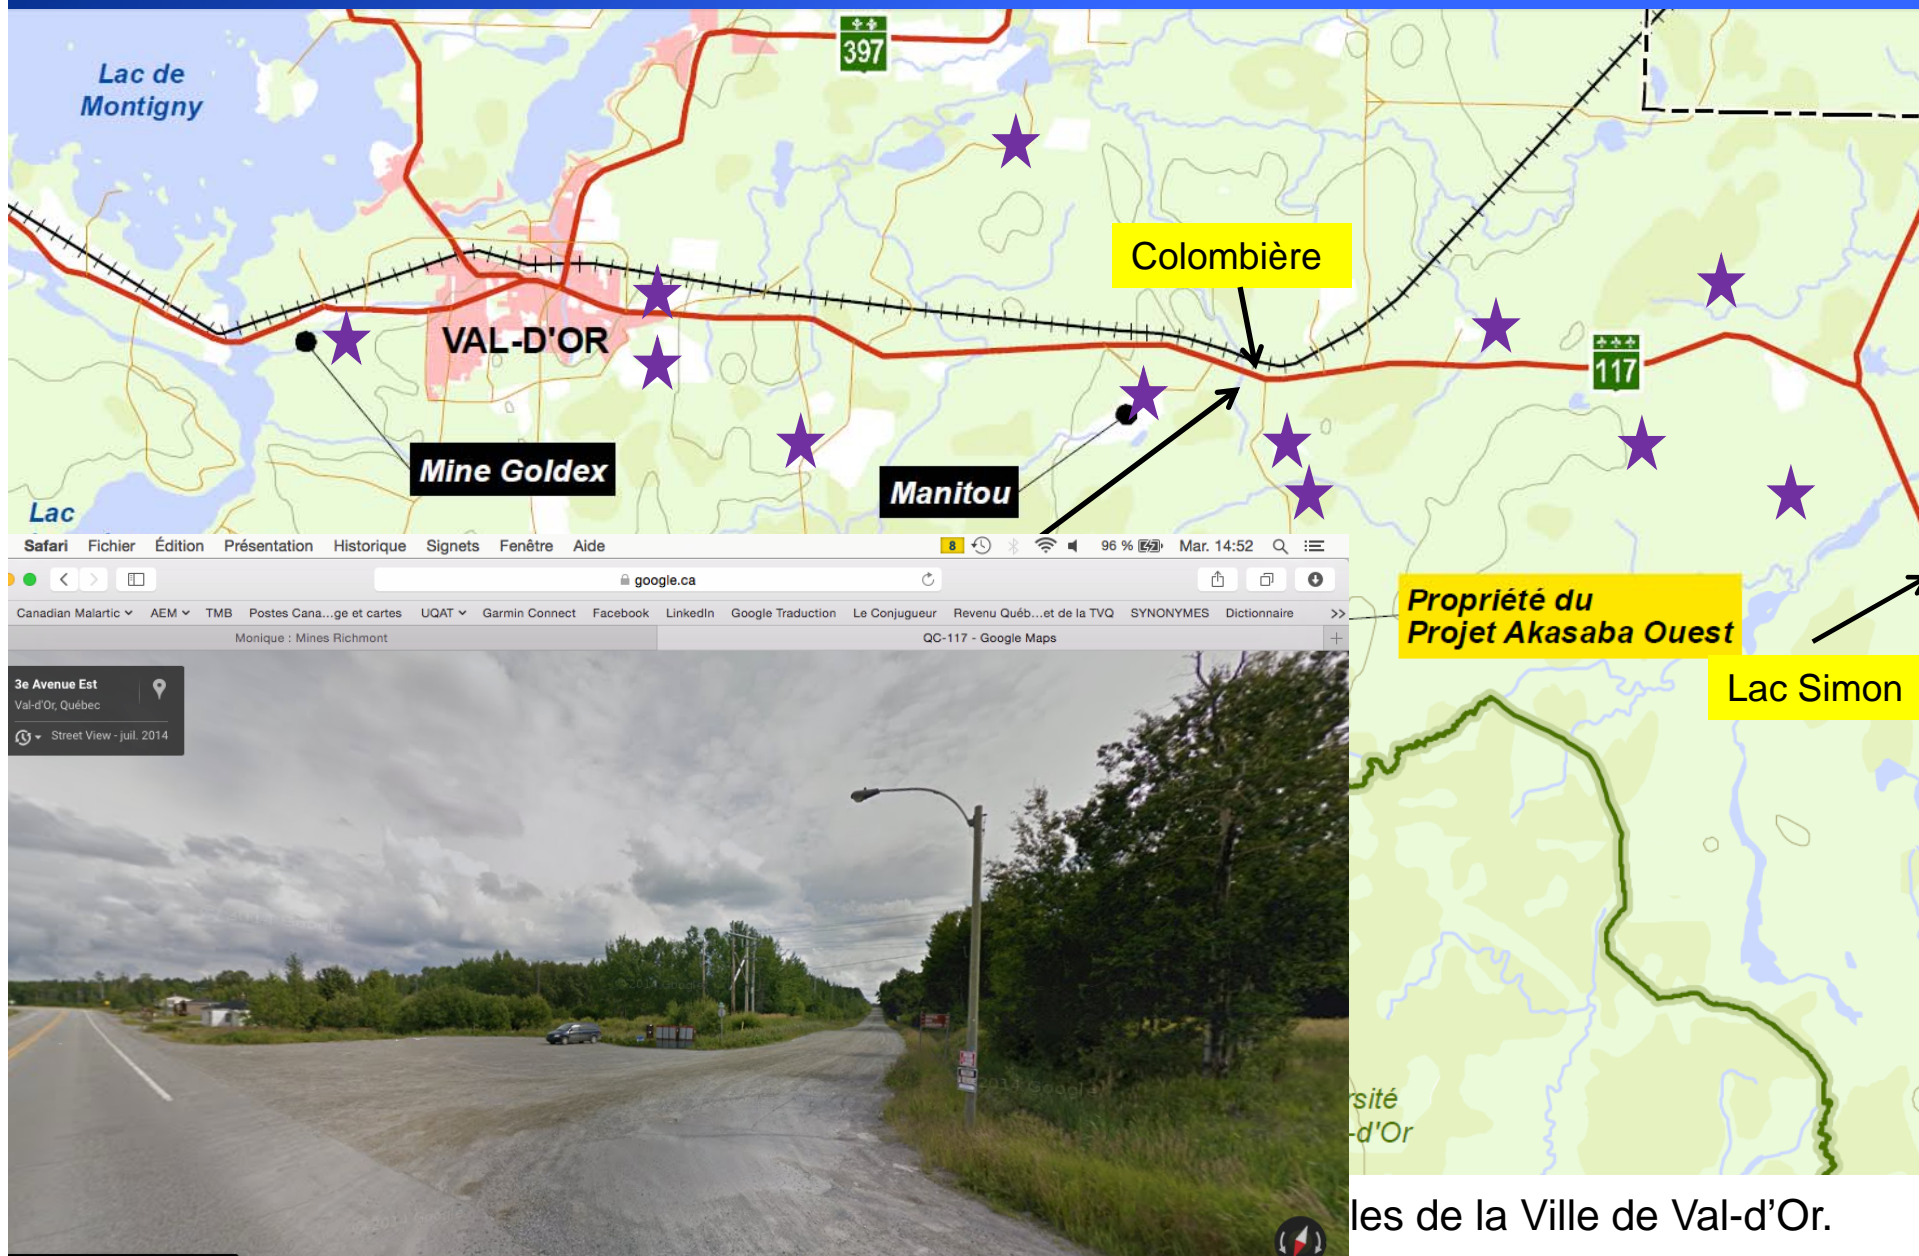 397
Lac de
Montigny
Colombière
VAL-D'OR
117
Mine Goldex
Manitou
Lac
Safari Fichier Édition Présentation Historique Signets Fenêtre Aide
8 96 % Mar. 14:52
google.ca
Canadian Malartic AEM TMB Postes Cana...ge et cartes UQAT Garmin Connect Facebook LinkedIn Google Traduction Le Conjugueur Revenu Québ...et de la TVQ SYNONYMES Dictionnaire >>
Monique : Mines Richmont
QC-117 - Google Maps
+
Propriété du
Projet Akasaba Ouest
Lac Simon
3e Avenue Est
Val-d'Or, Québec
Street View - juil. 2014
sité
-d'Or
les de la Ville de Val-d’Or.